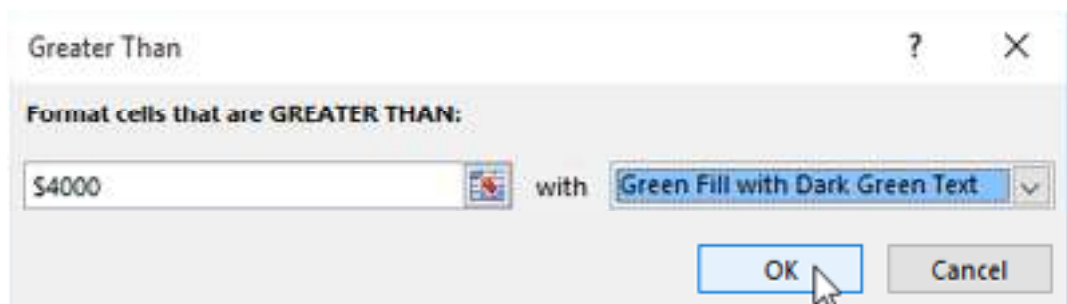 Greater Than ? X
Format cells that are GREATER THAN:
$4000 with Green Fill with Dark Green Text
OK Cancel